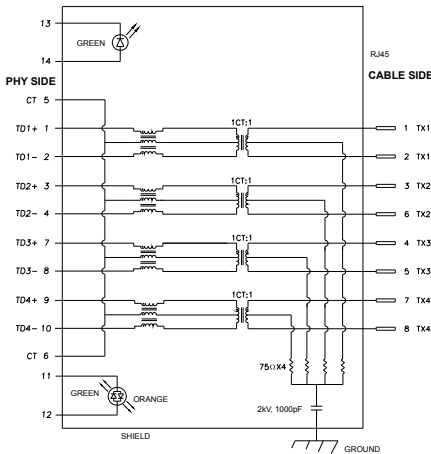 13
GREEN
14
RJ45
PHY SIDE
CABLE SIDE
CT 5
1CT:1
TD1+ 1
1 TX1
TD1- 2
2 TX1
1CT:1
TD2+ 3
3 TX2
TD2- 4
6 TX2
1CT:1
TD3+ 7
4 TX3
TD3- 8
5 TX3
1CT:1
TD4+ 9
7 TX4
TD4- 10
8 TX4
CT 6
75ΩX4
11
GREEN
ORANGE
12
2kV, 1000pF
SHIELD
GROUND